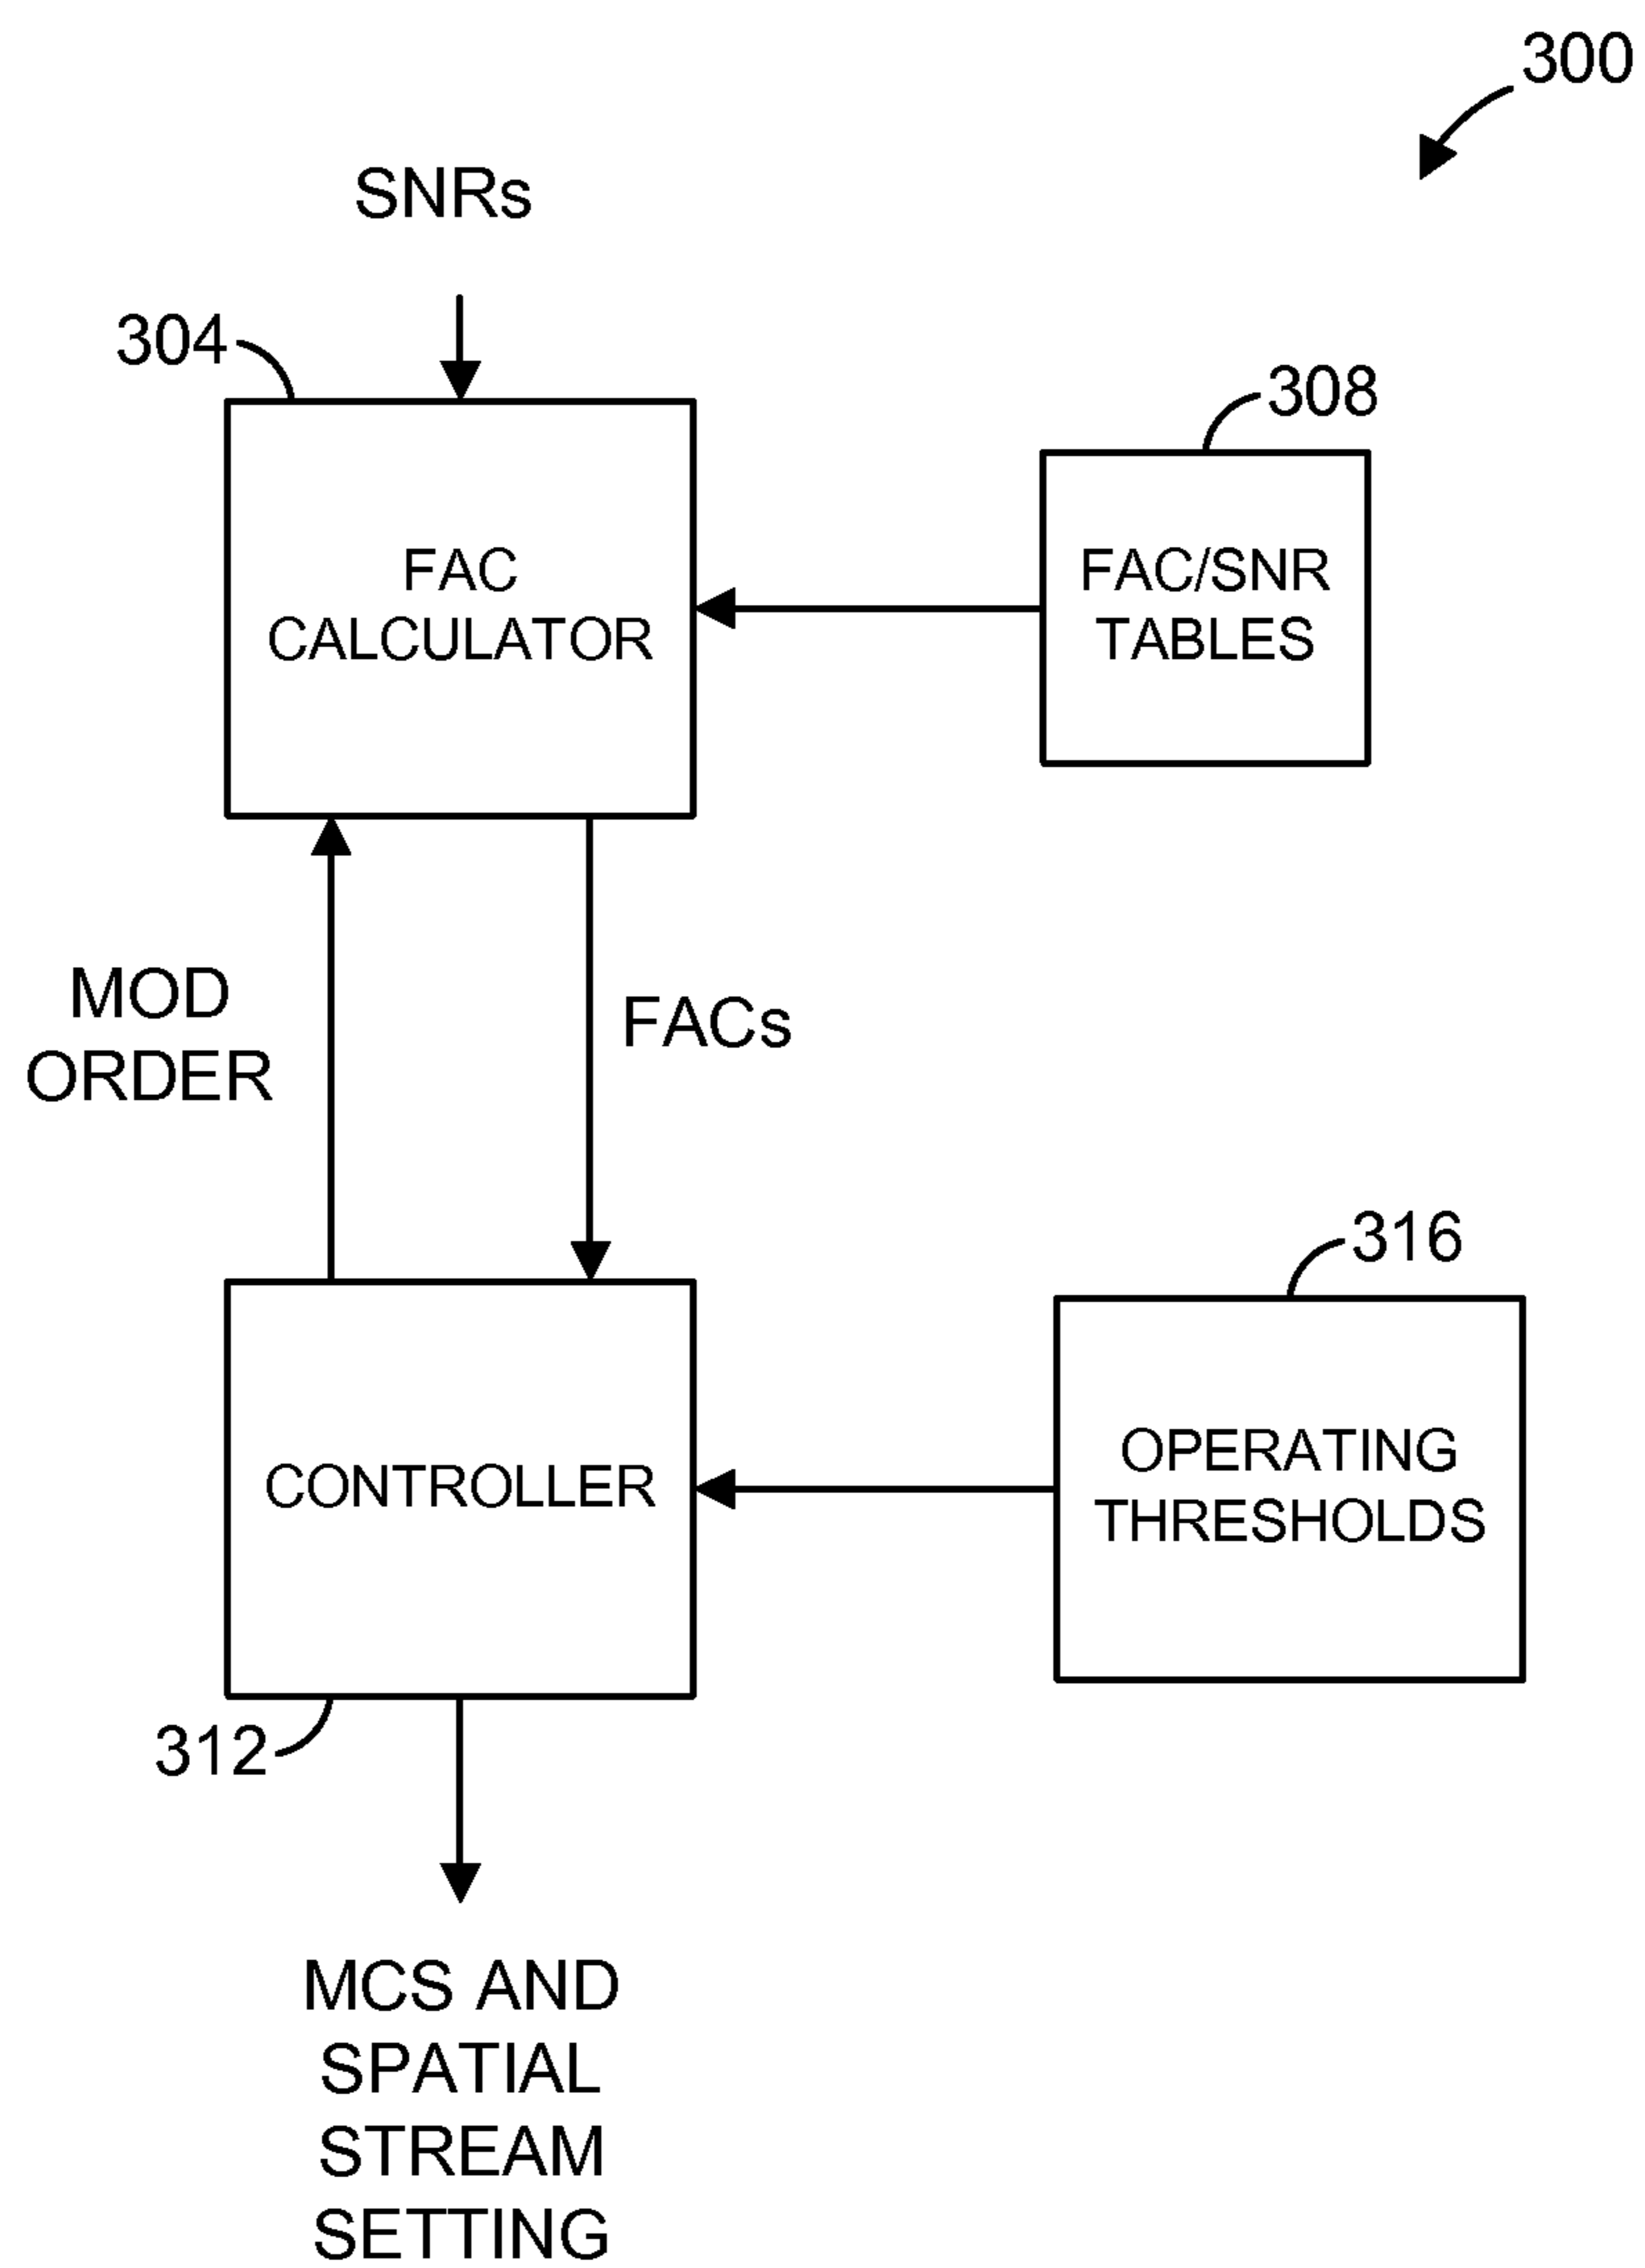 300
SNRs
304
308
FAC
CALCULATOR
FAC/SNR
TABLES
MOD
ORDER
FACs
316
CONTROLLER
OPERATING
THRESHOLDS
312
MCS AND
SPATIAL
STREAM
SETTING